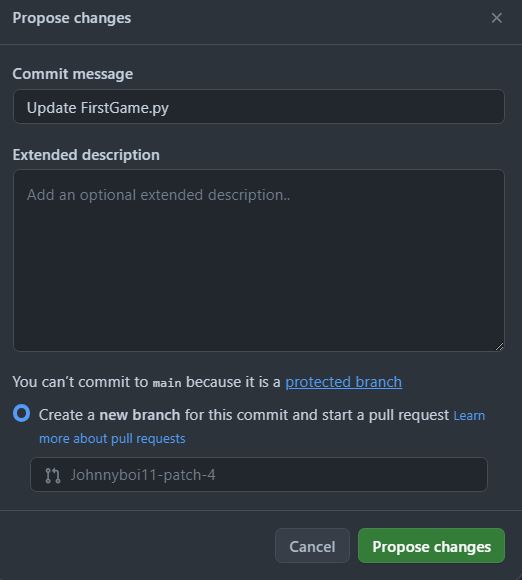 Propose changes
Commit message
Update FirstGame.py
Extended description
Add an optional extended description..
You can't commit to main because it is a protected branch
Create a new branch for this commit and start a pull request Learn
more about pull requests
Johnnyboi11-patch-4
Cancel
Propose changes